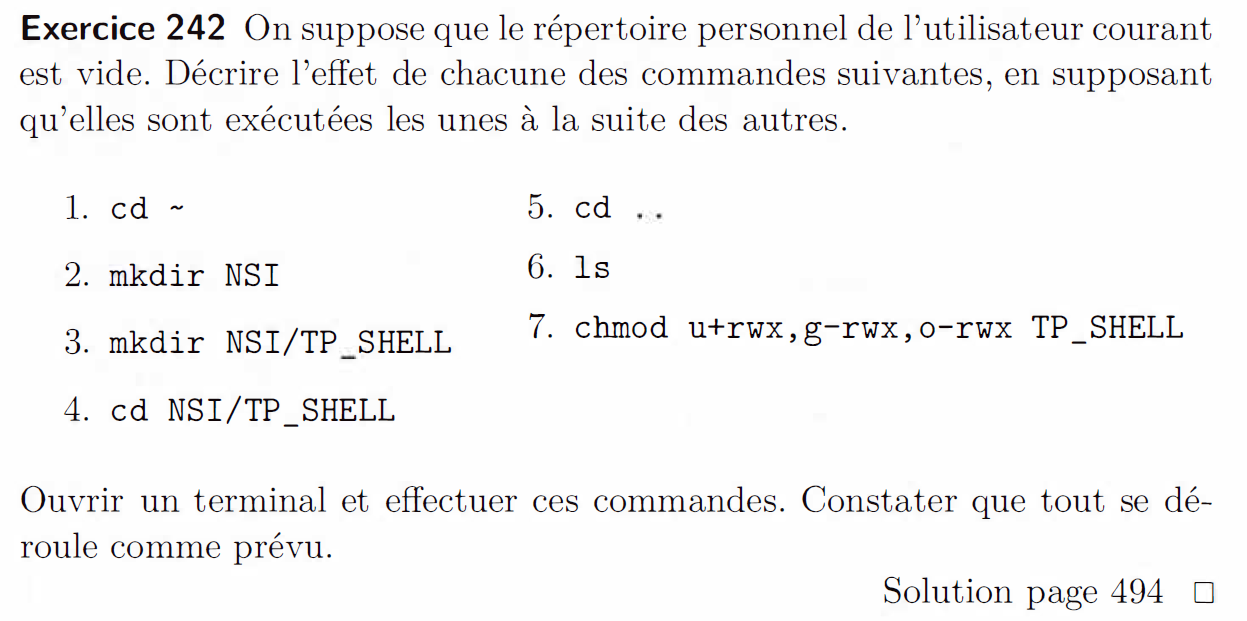 Exercice 242 On suppose que le répertoire personnel de l'utilisateur courant
est vide. Décrire l'effet de chacune des commandes suivantes, en supposant
qu'elles sont exécutées les unes à la suite des autres.
1. cd ~
2. mkdir NSI
3. mkdir NSI/TP_SHELL
4. cd NSI/TP_SHELL
5. cd ..
6. ls
7. chmod u+rwx,g-rwx,o-rwx TP_SHELL
Ouvrir un terminal et effectuer ces commandes. Constater que tout se dé-
roule comme prévu.
Solution page 494 □